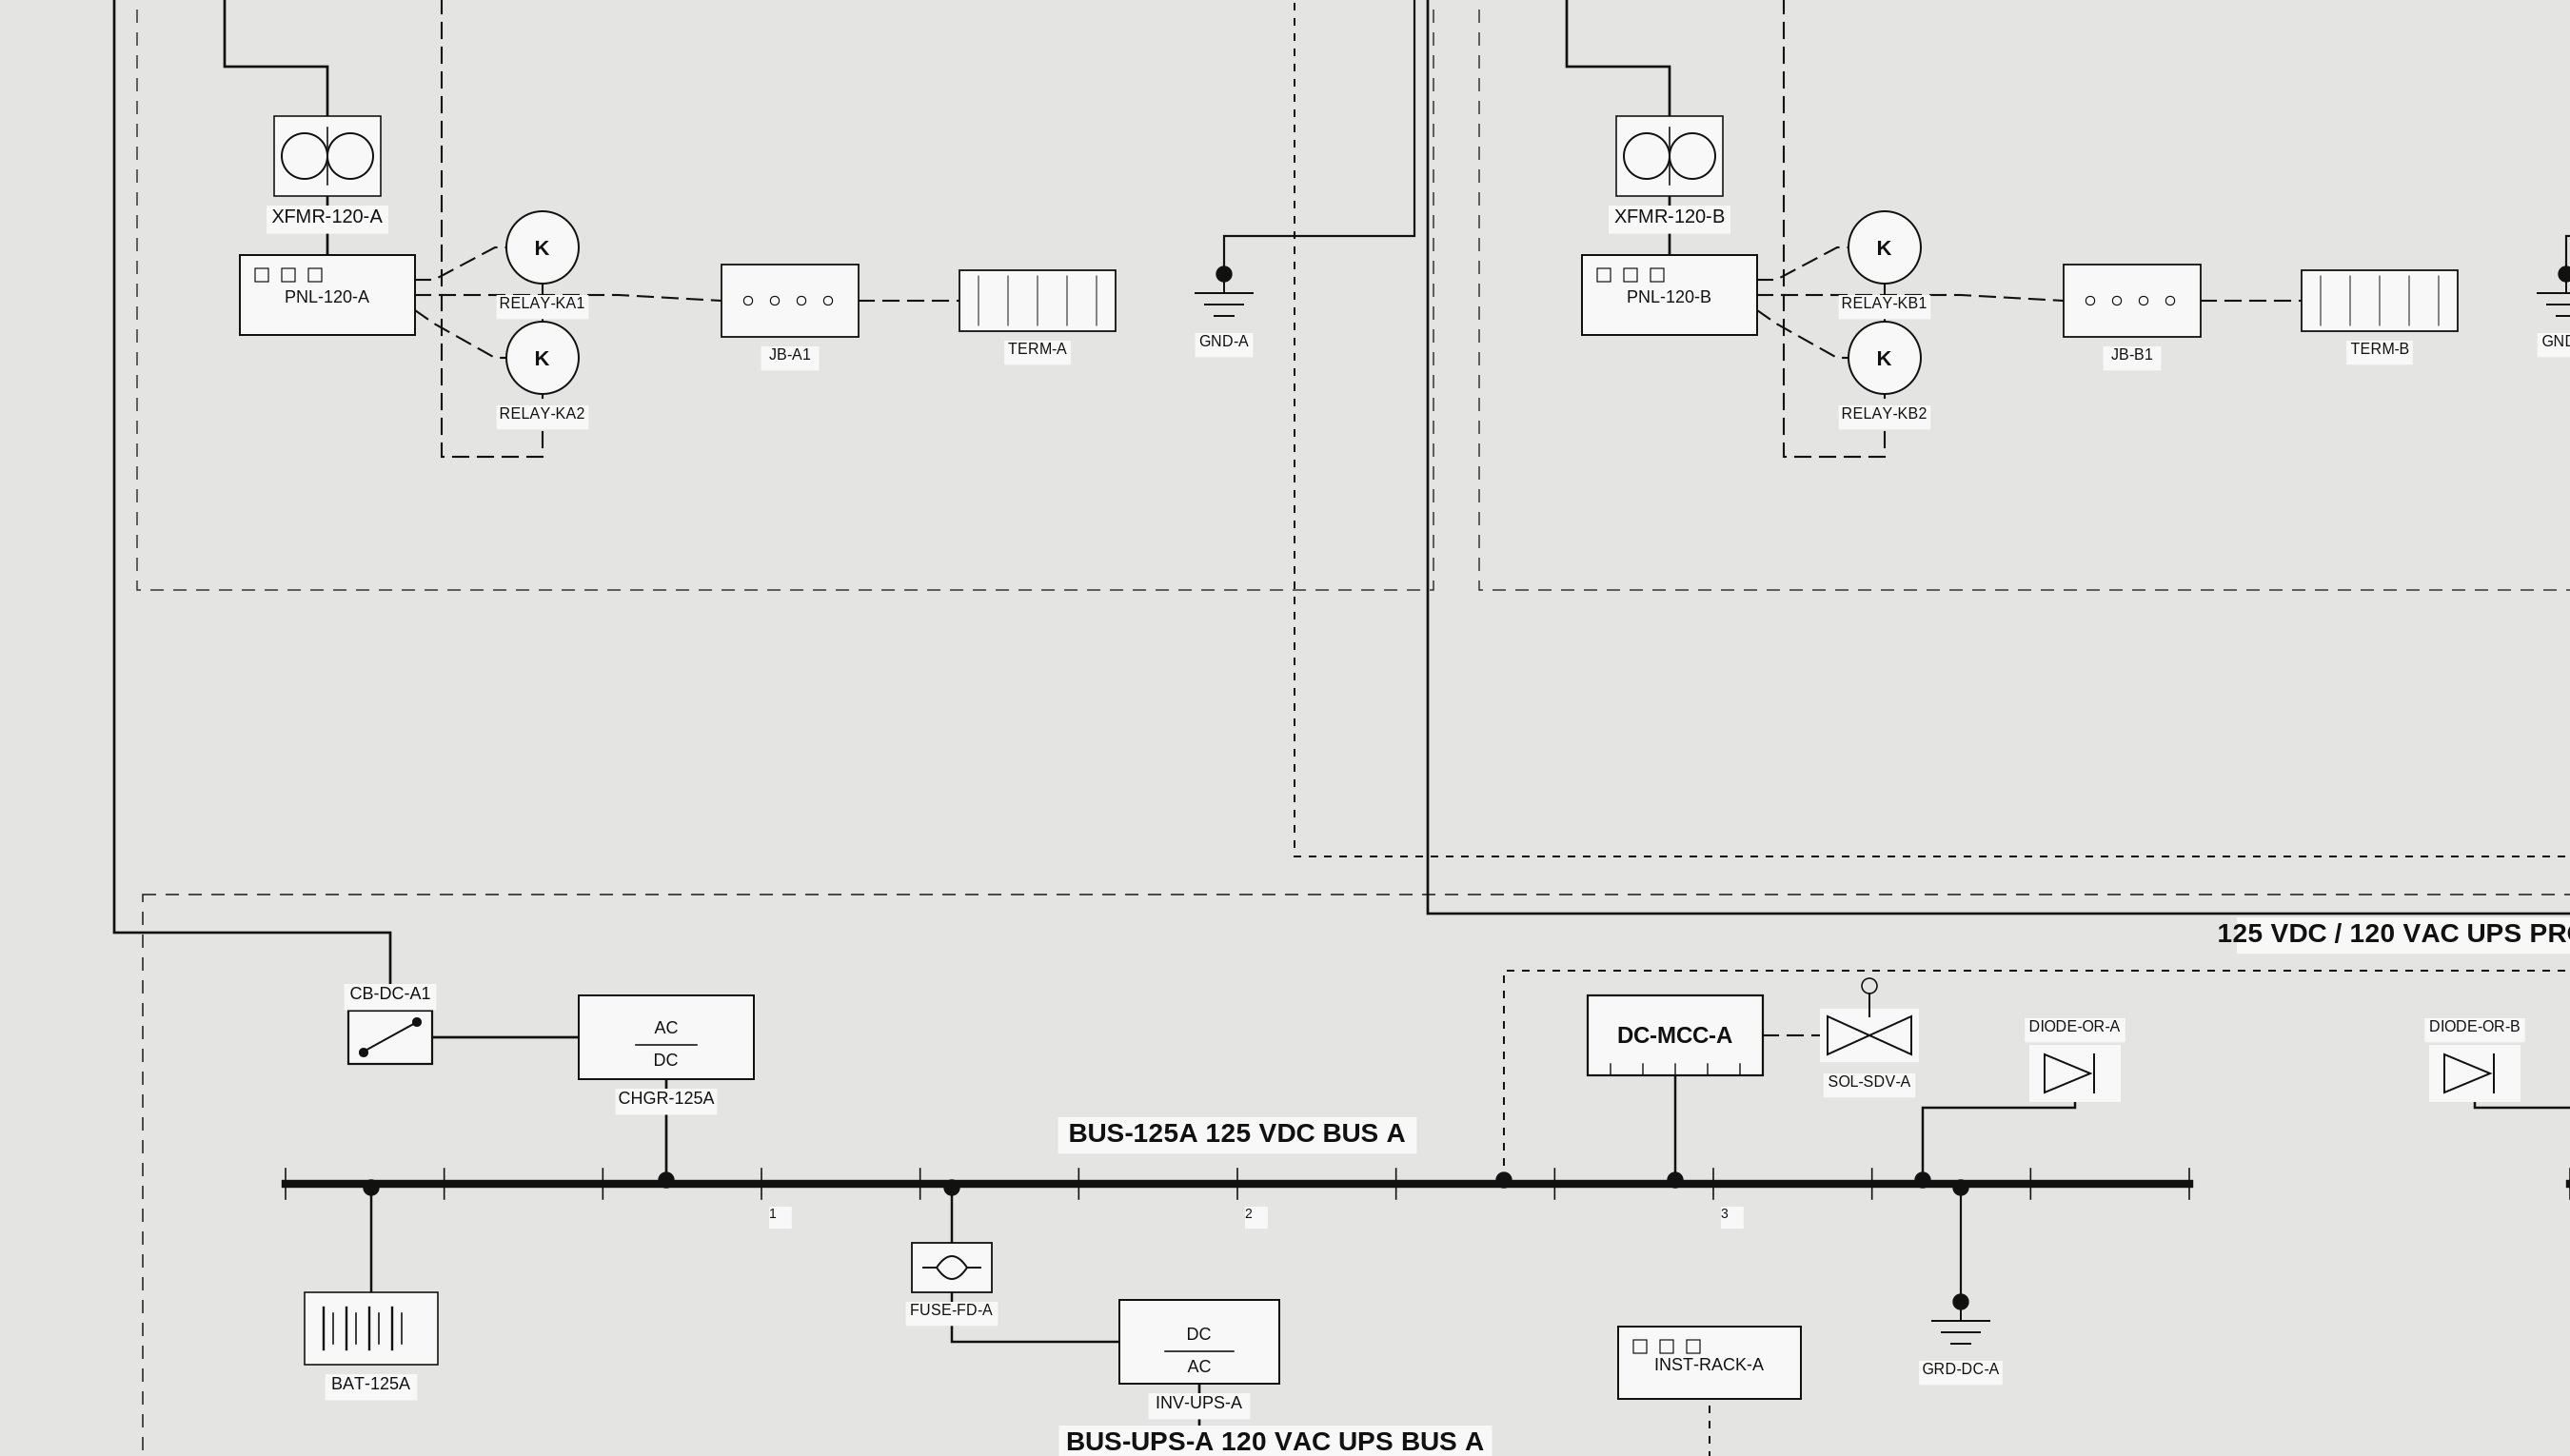 XFMR-120-A
XFMR-120-B
K
K
PNL-120-A
RELAY-KA1
PNL-120-B
RELAY-KB1
K
JB-A1
TERM-A
GND-A
K
JB-B1
TERM-B
RELAY-KA2
RELAY-KB2
125 VDC / 120 VAC UPS
CB-DC-A1
AC
DC
CHGR-125A
DC-MCC-A
SOL-SDV-A
DIODE-OR-A
DIODE-OR-B
BUS-125A 125 VDC BUS A
1
2
3
FUSE-FD-A
DC
AC
INST-RACK-A
GRD-DC-A
BAT-125A
INV-UPS-A
BUS-UPS-A 120 VAC UPS BUS A